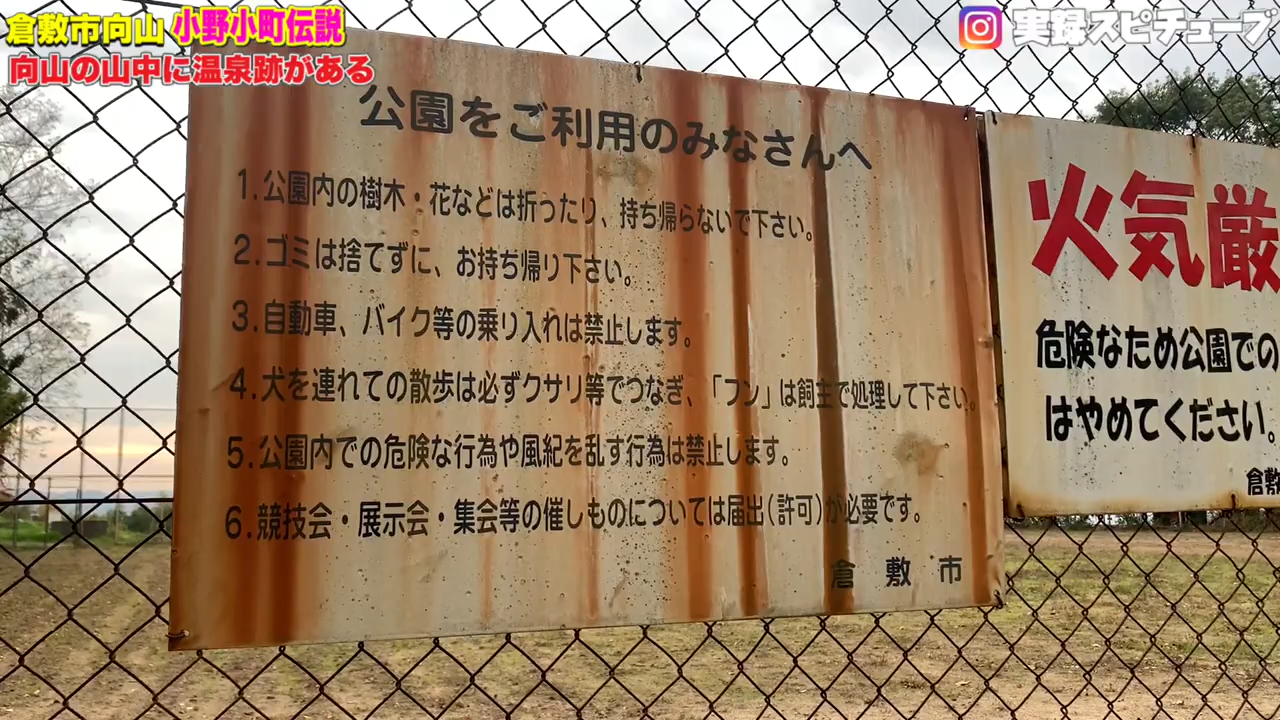 倉敷市向山 小野小町伝説
向山の山中に温泉跡がある
実録スピチューブ
公園をご利用のみなさんへ
1.公園内の樹木・花などは折ったり、持ち帰らないで下さい。
2.ゴミは捨てずに、お持ち帰り下さい。
3.自動車、バイク等の乗り入れは禁止します。
4.犬を連れての散歩は必ずクサリ等でつなぎ、「フン」は飼主で処理して下さい。
5.公園内での危険な行為や風紀を乱す行為は禁止します。
6.競技会・展示会・集会等の催しものについては届出(許可)が必要です。
倉敷市
火気厳
危険なため公園での
はやめてください。
倉敷